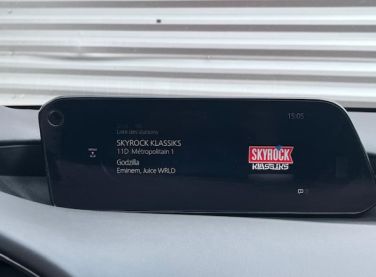 15:05
Liste des stations
SKYROCK KLASSIKS
11D Métropolitain 1
Godzilla
Eminem, Juice WRLD
SKYROCK
KLASSIKS